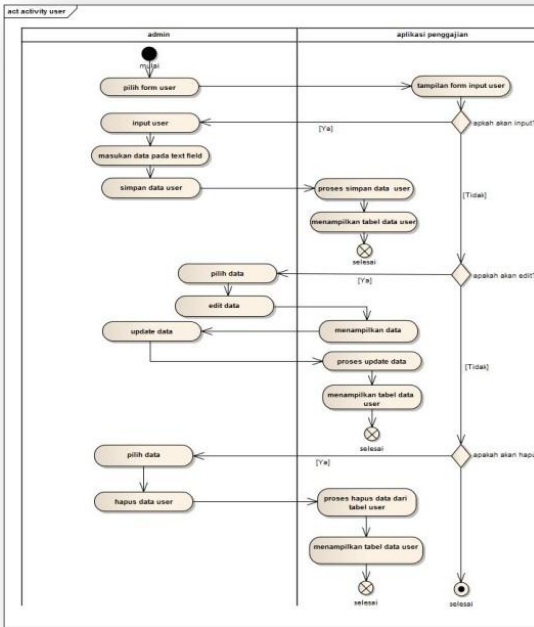 act activity user
admin
aplikasi penggajian
mulai
pilih form user
tampilan form input user
input user
[Ya]
apkah akan input?
masukan data pada text field
simpan data user
proses simpan data user
[Tidak]
menampilkan tabel data user
selesai
pilih data
[Ya]
apakah akan edit?
edit data
update data
menampilkan data
proses update data
[Tidak]
menampilkan tabel data
user
selesai
pilih data
[Ya]
apakah akan hapu
hapus data user
proses hapus data dari
tabel user
menampilkan tabel data user
selesai
selesai